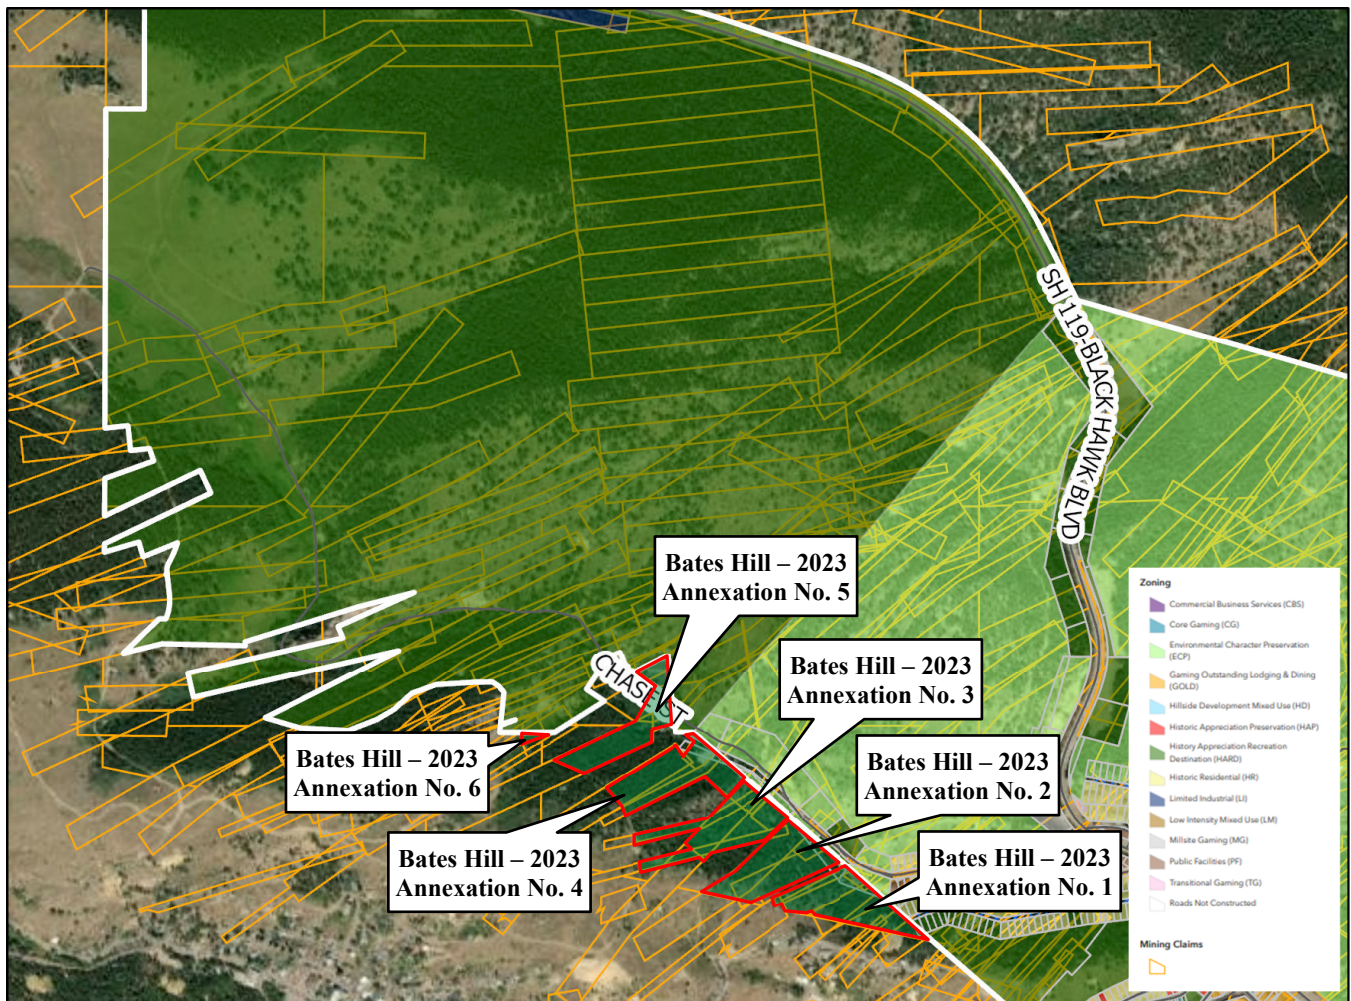 SH 119-BLACK HAWK BLVD
Bates Hill – 2023
Annexation No. 5
CHASE ST
Bates Hill – 2023
Annexation No. 3
Bates Hill – 2023
Annexation No. 6
Bates Hill – 2023
Annexation No. 2
Bates Hill – 2023
Annexation No. 4
Bates Hill – 2023
Annexation No. 1
Zoning
Commercial Business Services (CBS)
Core Gaming (CG)
Environmental Character Preservation
(ECP)
Gaming Outstanding Lodging & Dining
(GOLD)
Hillside Development Mixed Use (HD)
Historic Appreciation Preservation (HAP)
History Appreciation Recreation
Destination (HARD)
Historic Residential (HR)
Limited Industrial (LI)
Low Intensity Mixed Use (LM)
Millsite Gaming (MG)
Public Facilities (PF)
Transitional Gaming (TG)
Roads Not Constructed
Mining Claims